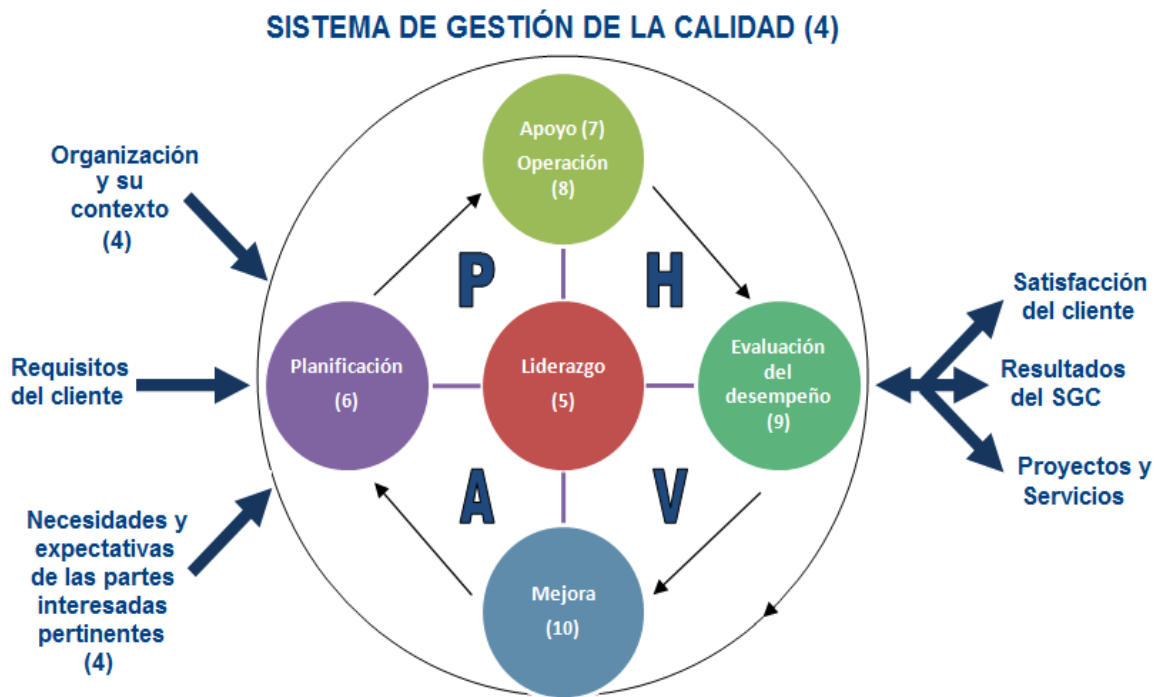 SISTEMA DE GESTIÓN DE LA CALIDAD (4)
Organización
y su
contexto
(4)
Requisitos
del cliente
Necesidades y
expectativas
de las partes
interesadas
pertinentes
(4)
Apoyo (7)
Operación
(8)
P
H
Planificación
(6)
Liderazgo
(5)
Evaluación
del
desempeño
(9)
A
V
Mejora
(10)
Satisfacción
del cliente
Resultados
del SGC
Proyectos y
Servicios